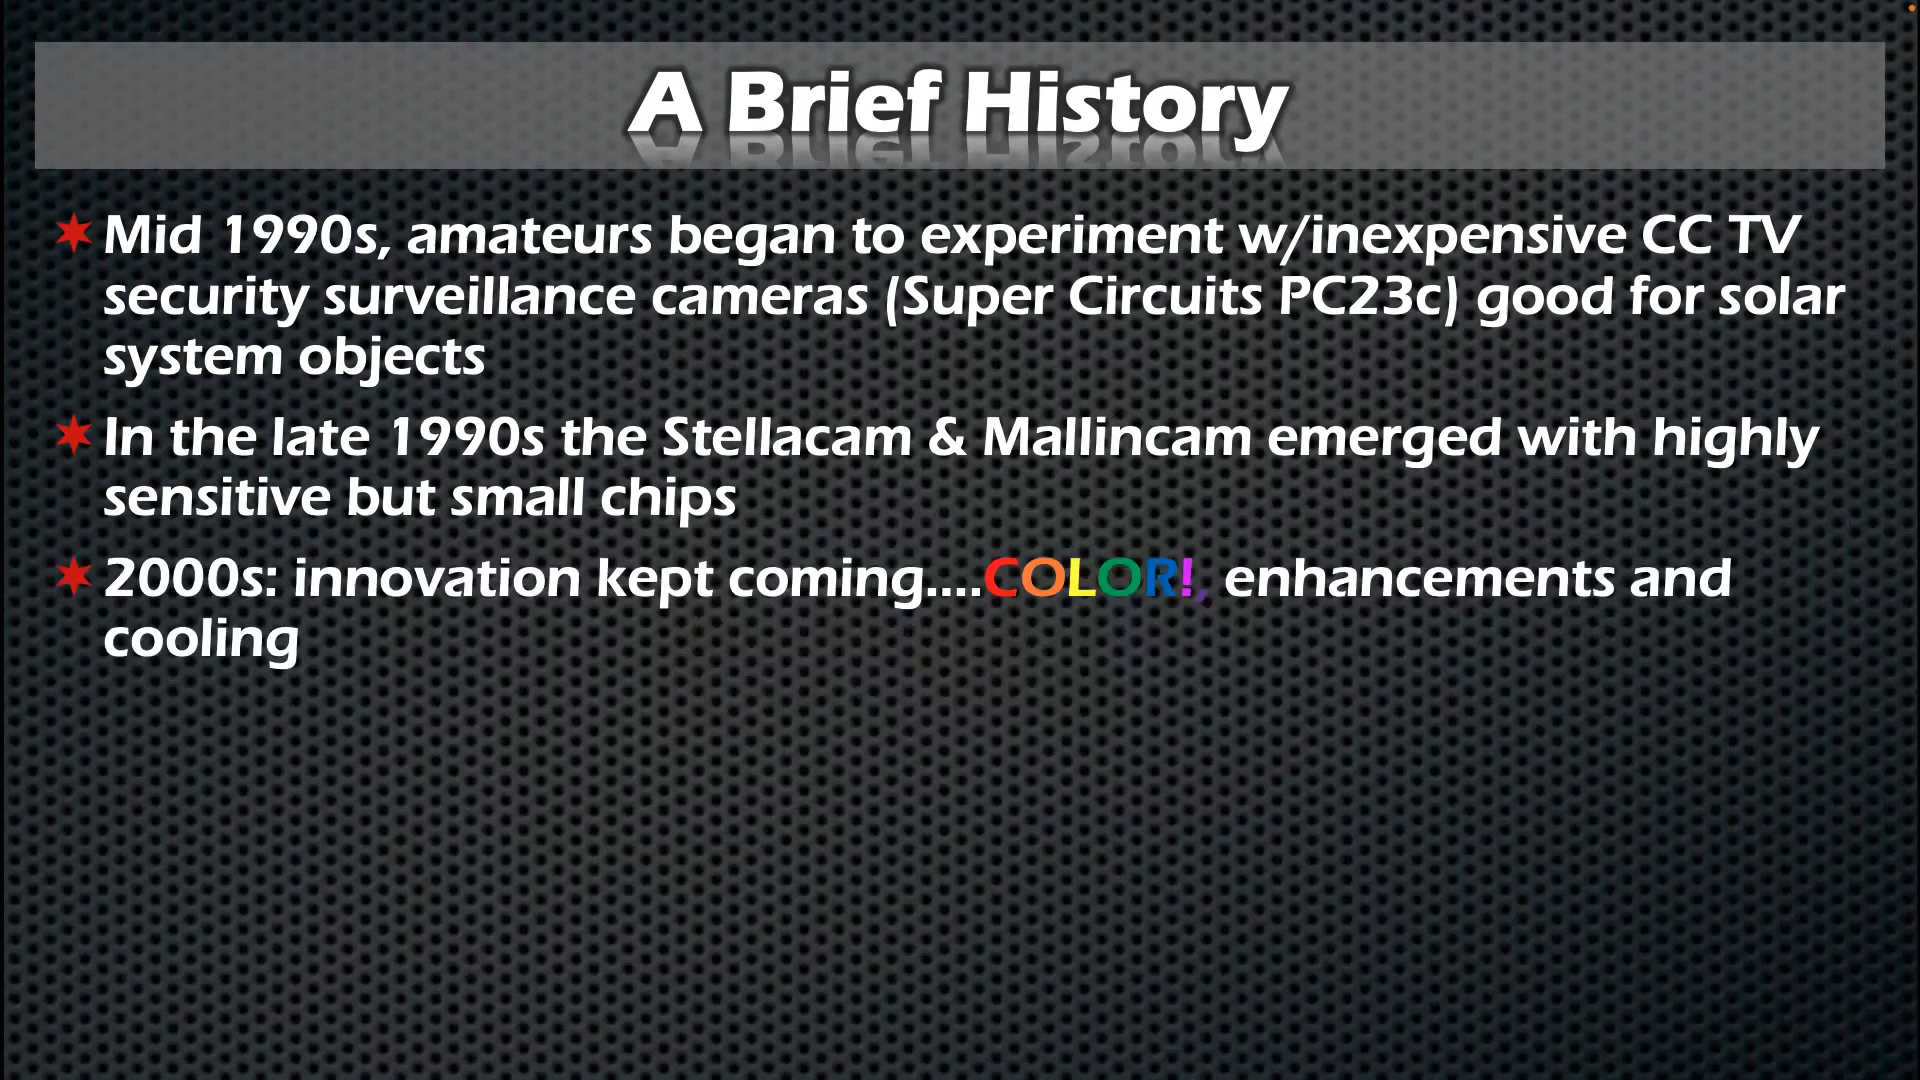 A Brief History
Mid 1990s, amateurs began to experiment w/inexpensive CC TV
security surveillance cameras (Super Circuits PC23c) good for solar
system objects
In the late 1990s the Stellacam & Mallincam emerged with highly
sensitive but small chips
2000s: innovation kept coming....COLOR!, enhancements and
cooling